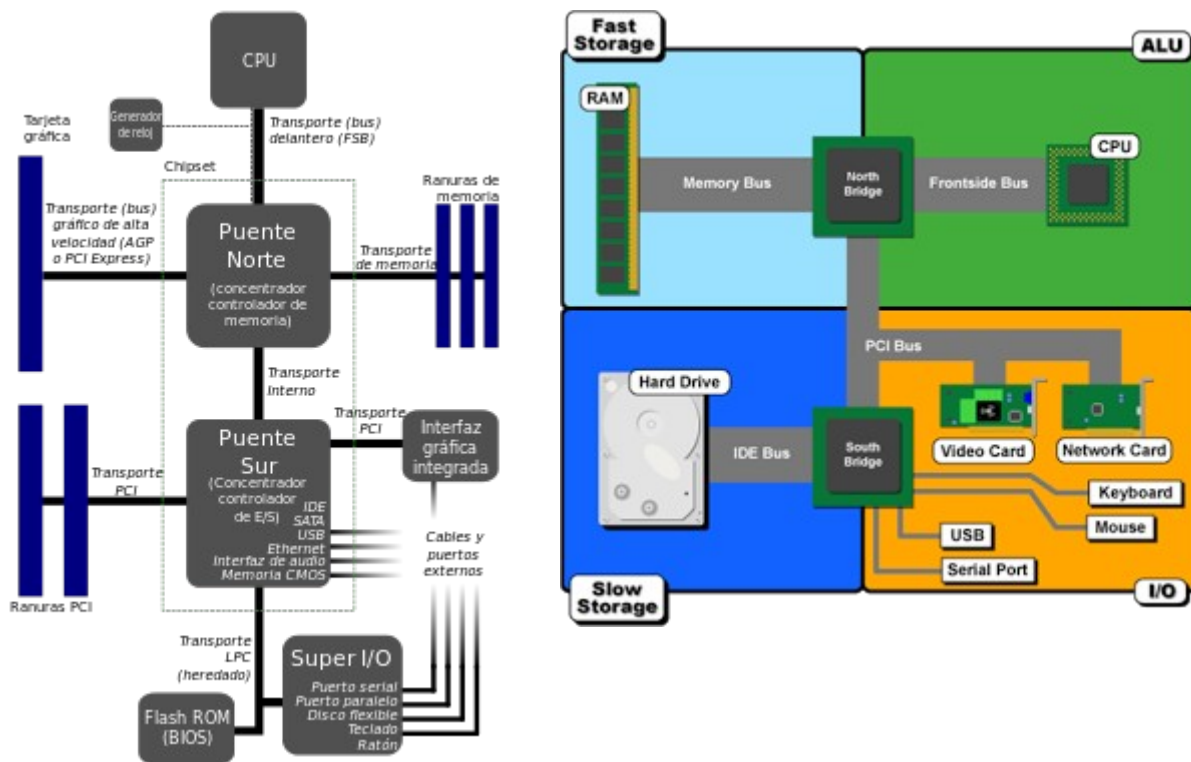 CPU
Generador
de reloj
Tarjeta
gráfica
Transporte (bus)
delantero (FSB)
Chipset
Ranuras de
memoria
Transporte (bus)
gráfico de alta
velocidad (AGP
o PCI Express)
Puente
Norte
(concentrador
controlador de
memoria)
Transporte
de memoria
Transporte
Interno
Puente
Sur
(Concentrador
controlador
de E/S)
IDE
SATA
USB
Ethernet
Interfaz de audio
Memoria CMOS
Transporte
PCI
Interfaz
gráfica
integrada
Transporte
PCI
Ranuras PCI
Cables y
puertos
externos
Transporte
LPC
(heredado)
Super I/O
Puerto serial
Puerto paralelo
Disco flexible
Teclado
Ratón
Flash ROM
(BIOS)
Fast
Storage
ALU
RAM
CPU
Memory Bus
North
Bridge
Frontside Bus
PCI Bus
Hard Drive
IDE Bus
South
Bridge
Video Card
Network Card
Keyboard
Mouse
USB
Serial Port
Slow
Storage
I/O